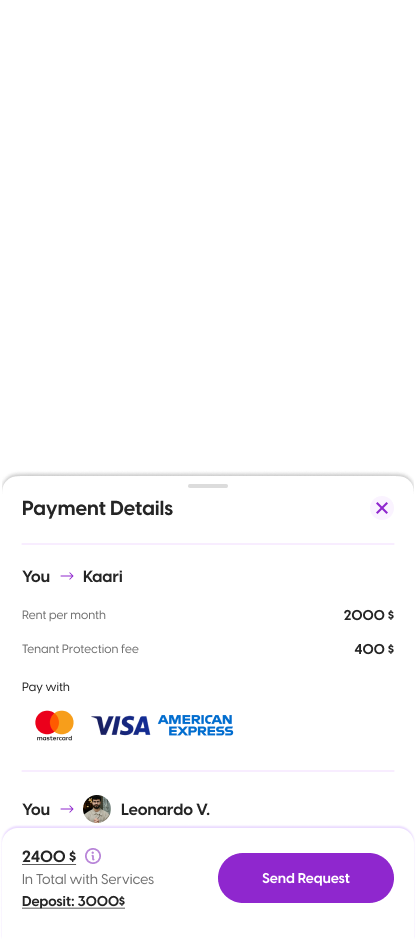 Payment Details
You → Kaari
Rent per month 2000 $
Tenant Protection fee 400 $
Pay with
mastercard VISA AMERICAN EXPRESS
You → Leonardo V.
2400 $
In Total with Services
Deposit: 3000$
Send Request